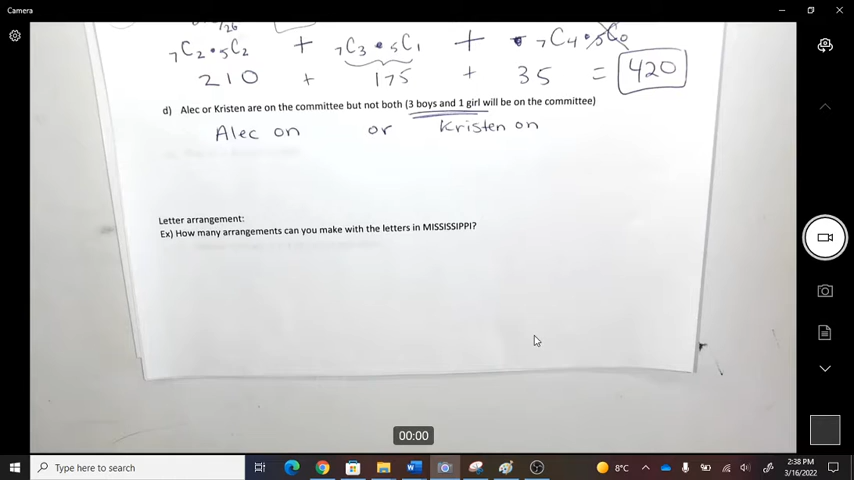 Camera
₇C₂ • ₅C₂ + ₇C₃ • ₅C₁ + ₇C₄ • ₅C₀
210 + 175 + 35 = 420
d) Alec or Kristen are on the committee but not both (3 boys and 1 girl will be on the committee)
Alec on or Kristen on
Letter arrangement:
Ex) How many arrangements can you make with the letters in MISSISSIPPI?
00:00
Type here to search
8°C
2:38 PM
3/16/2022